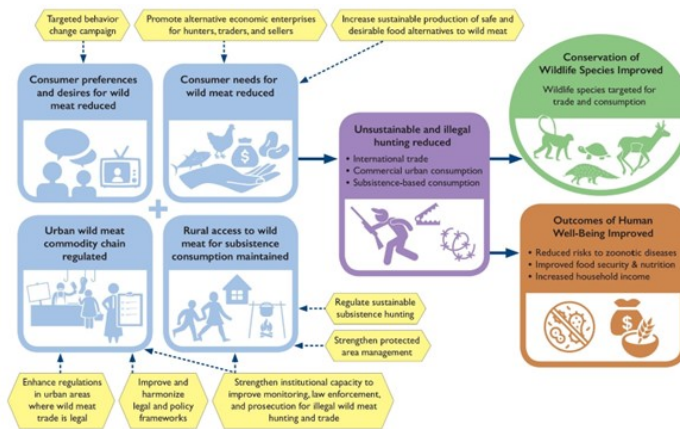 Targeted behavior
change campaign
Promote alternative economic enterprises
for hunters, traders, and sellers
Increase sustainable production of safe and
desirable food alternatives to wild meat
Consumer preferences
and desires for wild
meat reduced
Consumer needs for
wild meat reduced
Urban wild meat
commodity chain
regulated
Rural access to wild
meat for subsistence
consumption maintained
Unsustainable and illegal
hunting reduced
• International trade
• Commercial urban consumption
• Subsistence-based consumption
Conservation of
Wildlife Species Improved
Wildlife species targeted for
trade and consumption
Outcomes of Human
Well-Being Improved
• Reduced risks to zoonotic diseases
• Improved food security & nutrition
• Increased household income
Regulate sustainable
subsistence hunting
Strengthen protected
area management
Enhance regulations
in urban areas
where wild meat
trade is legal
Improve and
harmonize
legal and policy
frameworks
Strengthen institutional capacity to
improve monitoring, law enforcement,
and prosecution for illegal wild meat
hunting and trade